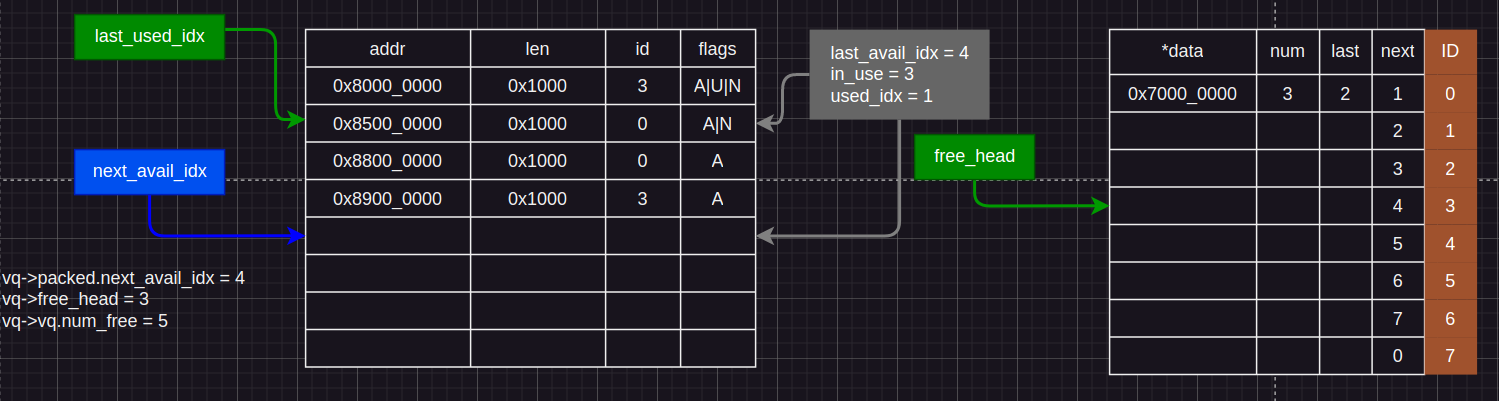 last_used_idx
next_avail_idx
vq->packed.next_avail_idx = 4
vq->free_head = 3
vq->vq.num_free = 5
addr len id flags
0x8000_0000 0x1000 3 A|U|N
0x8500_0000 0x1000 0 A|N
0x8800_0000 0x1000 0 A
0x8900_0000 0x1000 3 A
last_avail_idx = 4
in_use = 3
used_idx = 1
free_head
*data num last next ID
0x7000_0000 3 2 1 0
2 1
3 2
4 3
5 4
6 5
7 6
0 7